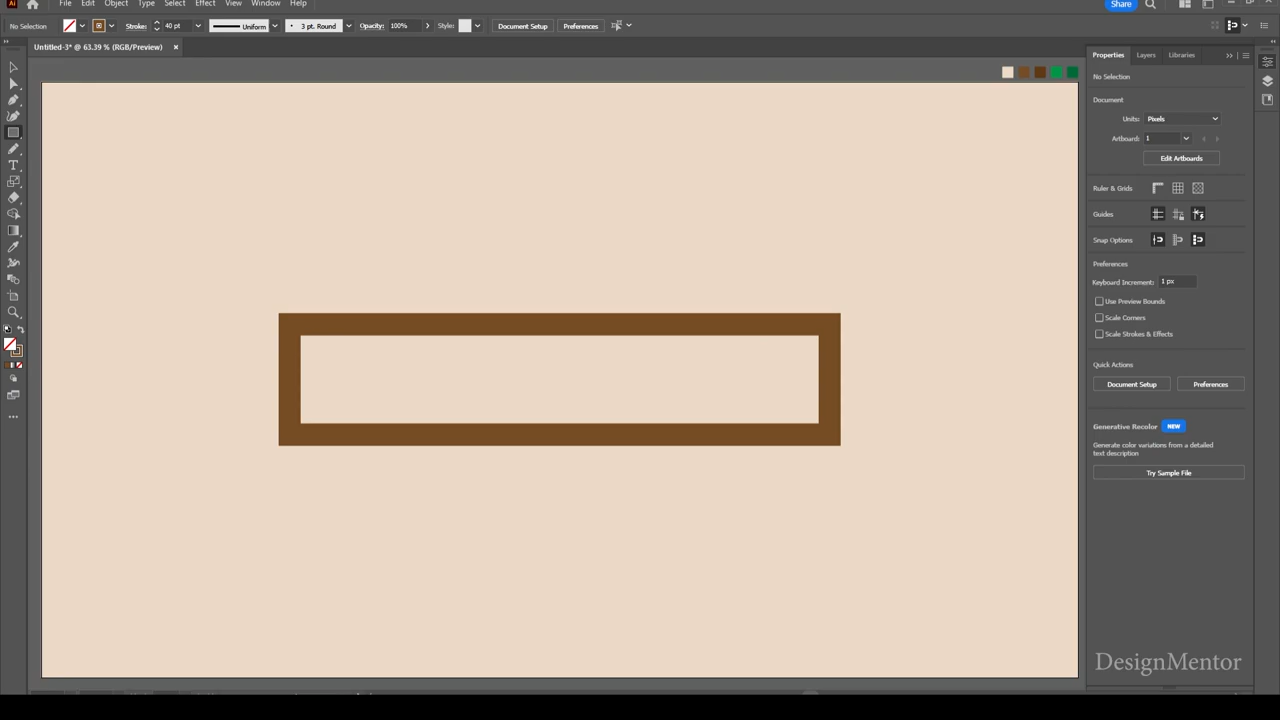 Ai File Edit Object Type Select Effect View Window Help Share
No Selection Stroke: 40 pt Uniform 3 pt. Round Opacity: 100% Style: Document Setup Preferences
Untitled-3* @ 63.39 % (RGB/Preview) ×
Properties Layers Libraries
No Selection
Document
Units: Pixels
Artboard: 1
Edit Artboards
Ruler & Grids
Guides
Snap Options
Preferences
Keyboard Increment: 1 px
Use Preview Bounds
Scale Corners
Scale Strokes & Effects
Quick Actions
Document Setup Preferences
Generative Recolor NEW
Generate color variations from a detailed
text description
Try Sample File
DesignMentor